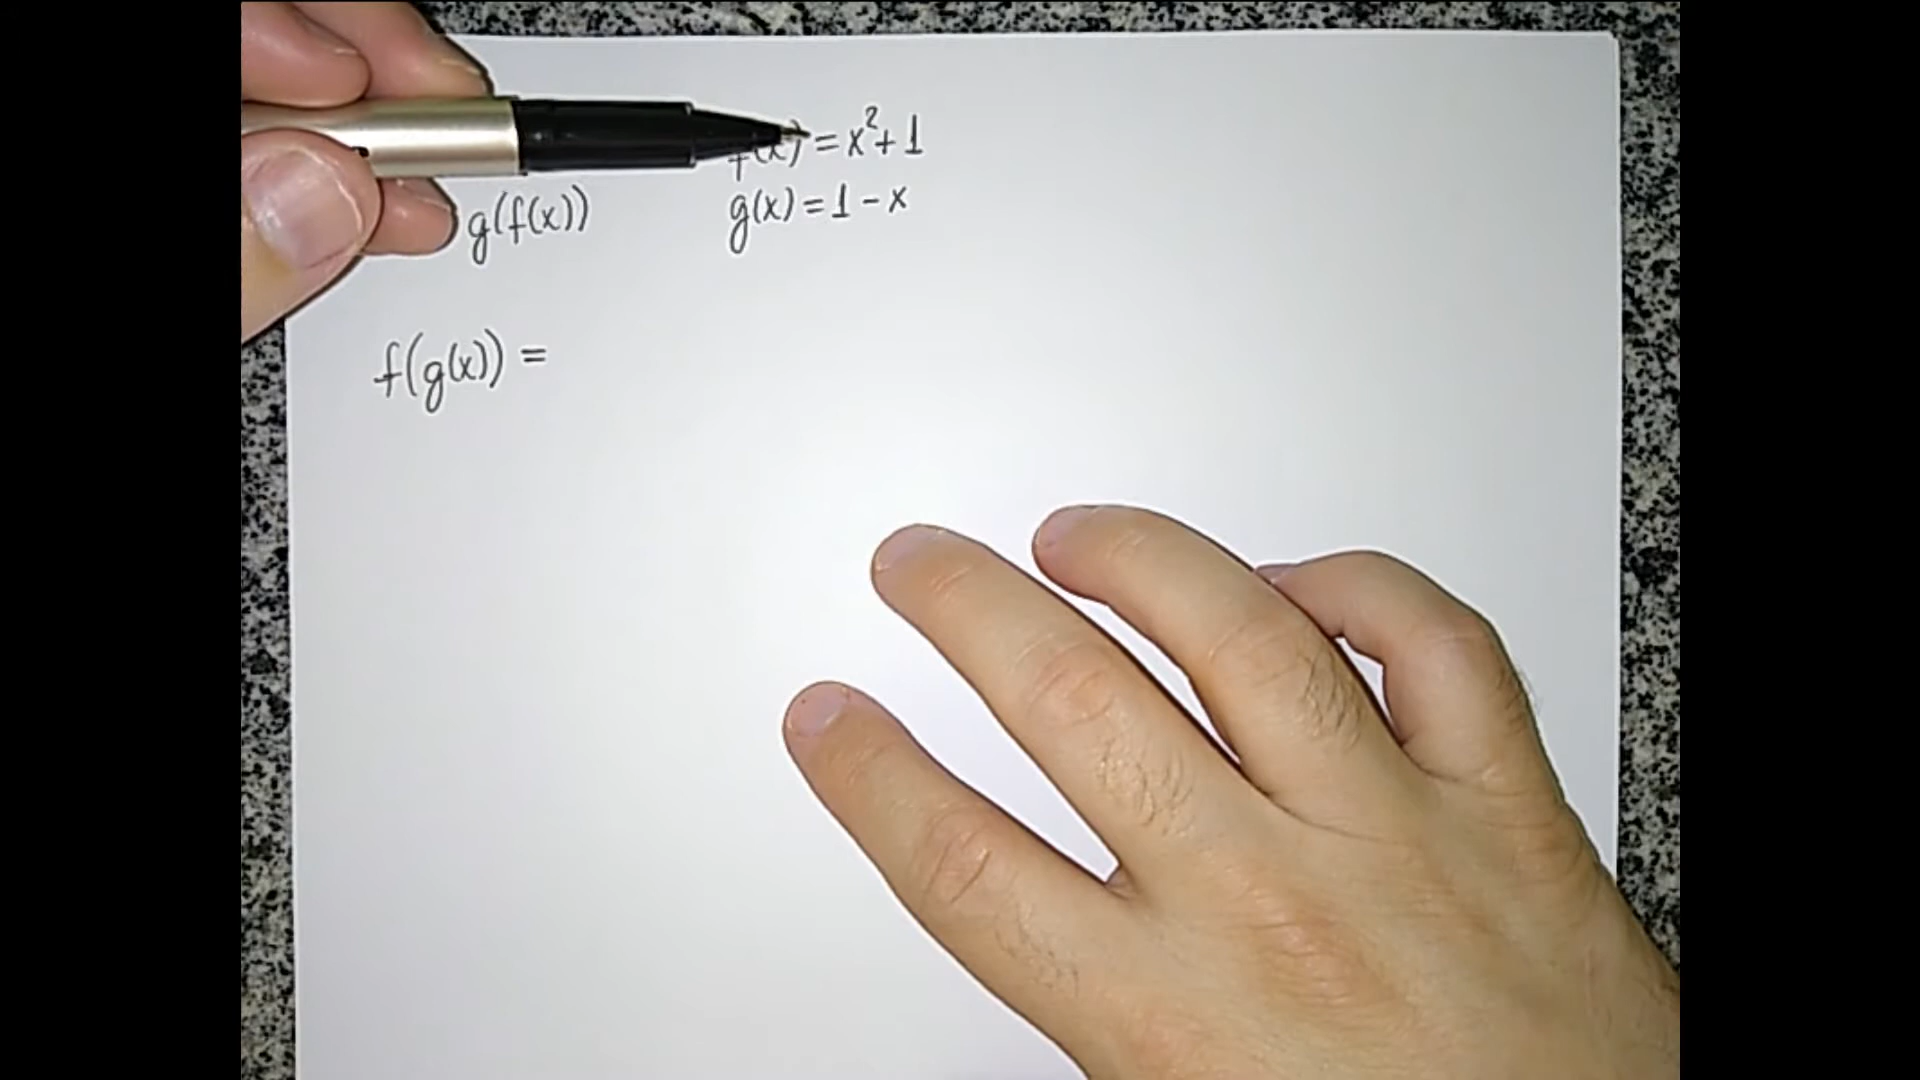 f(x) = x² + 1
g(f(x))
g(x) = 1 - x
f(g(x)) =